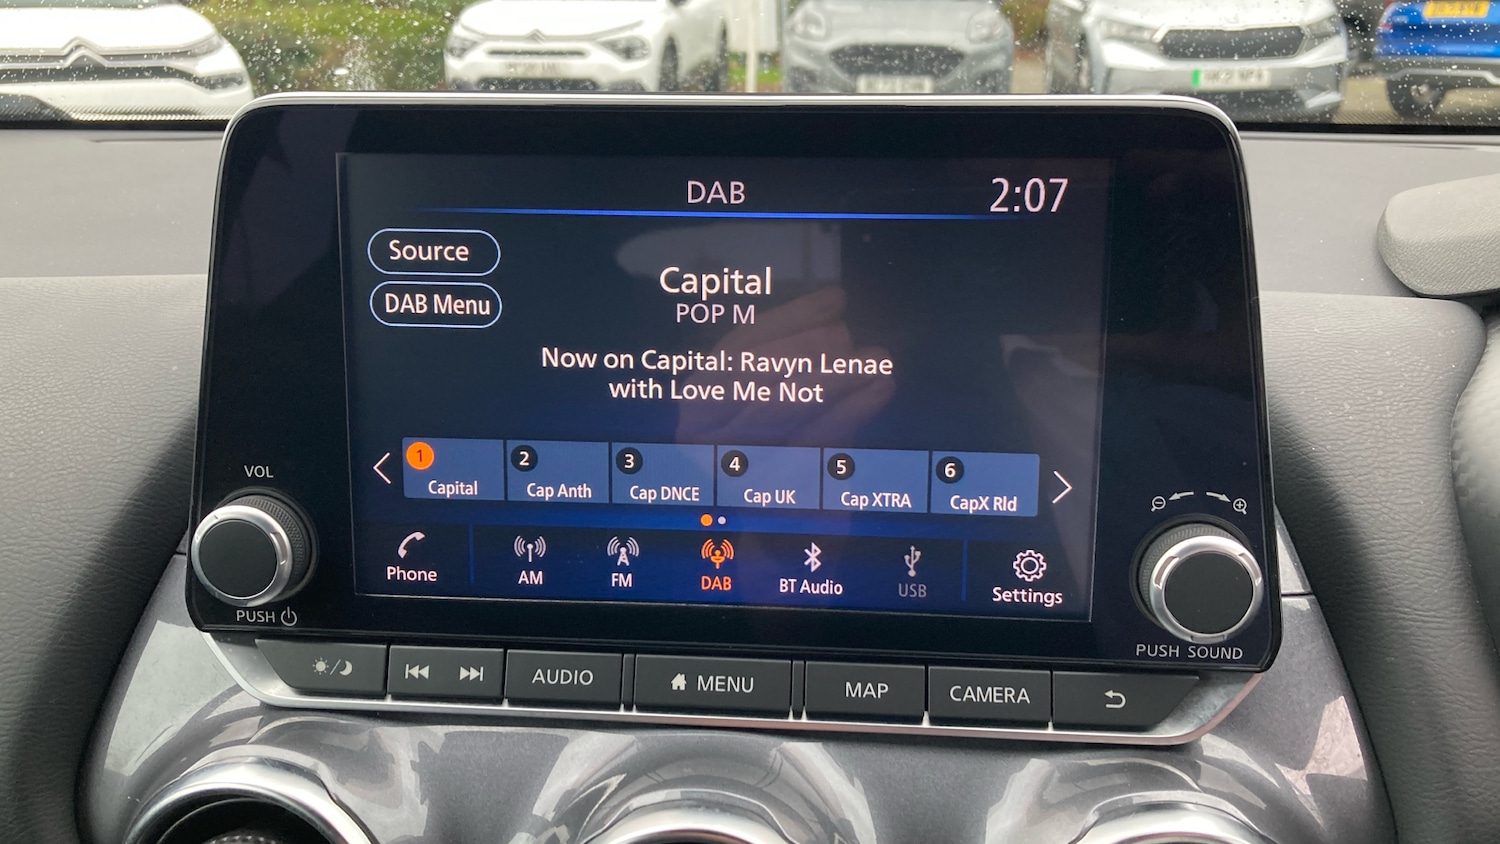 DAB
2:07
Source
DAB Menu
Capital
POP M
Now on Capital: Ravyn Lenae
with Love Me Not
1 2 3 4 5 6
Capital Cap Anth Cap DNCE Cap UK Cap XTRA CapX Rld
Phone AM FM DAB BT Audio USB Settings
VOL
PUSH
PUSH SOUND
AUDIO MENU MAP CAMERA